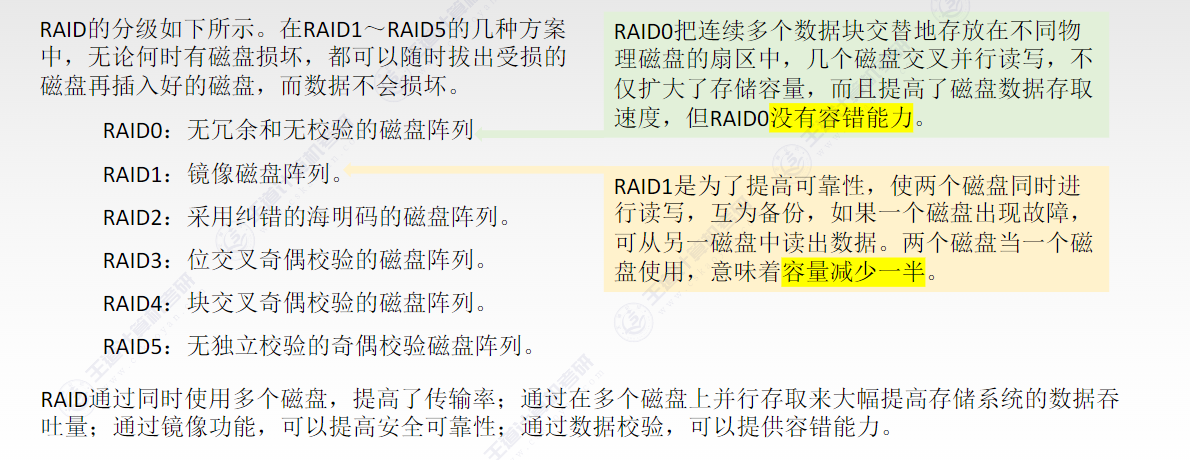 RAID的分级如下所示。在RAID1～RAID5的几种方案
中，无论何时有磁盘损坏，都可以随时拔出受损的
磁盘再插入好的磁盘，而数据不会损坏。
RAID0：无冗余和无校验的磁盘阵列
RAID1：镜像磁盘阵列。
RAID2：采用纠错的海明码的磁盘阵列。
RAID3：位交叉奇偶校验的磁盘阵列。
RAID4：块交叉奇偶校验的磁盘阵列。
RAID5：无独立校验的奇偶校验磁盘阵列。
RAID0把连续多个数据块交替地存放在不同物
理磁盘的扇区中，几个磁盘交叉并行读写，不
仅扩大了存储容量，而且提高了磁盘数据存取
速度，但RAID0没有容错能力。
RAID1是为了提高可靠性，使两个磁盘同时进
行读写，互为备份，如果一个磁盘出现故障，
可从另一磁盘中读出数据。两个磁盘当一个磁
盘使用，意味着容量减少一半。
RAID通过同时使用多个磁盘，提高了传输率；通过在多个磁盘上并行存取来大幅提高存储系统的数据吞
吐量；通过镜像功能，可以提高安全可靠性；通过数据校验，可以提供容错能力。